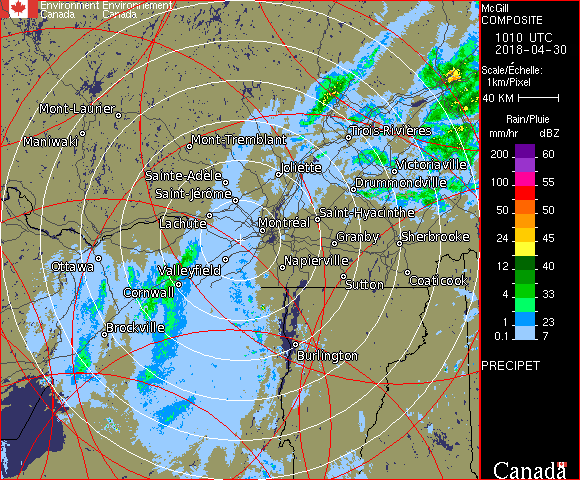 Environment Environnement
Canada Canada
McGill
COMPOSITE
1010 UTC
2018-04-30
Scale/Échelle:
1km/Pixel
40 KM
Rain/Pluie
mm/hr dBZ
200 60
100 55
50 50
24 45
12 40
4 33
1 23
0.1 7
PRECIPET
Mont-Laurier
Maniwaki
Mont-Tremblant
Trois-Rivières
Victoriaville
Joliette
Sainte-Adèle
Drummondville
Saint-Jérôme
Saint-Hyacinthe
Lachute
Montréal
Granby
Sherbrooke
Ottawa
Valleyfield
Napierville
Sutton
Coaticook
Cornwall
Brockville
Burlington
Canada